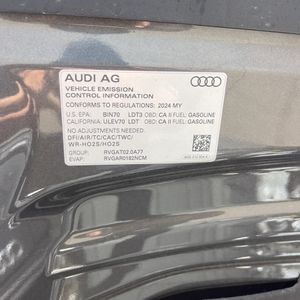 AUDI AG
VEHICLE EMISSION
CONTROL INFORMATION
CONFORMS TO REGULATIONS: 2024 MY
U.S. EPA: BIN70 LDT3 OBD: CA II FUEL: GASOLINE
CALIFORNIA: ULEV70 LDT OBD: CA II FUEL: GASOLINE
NO ADJUSTMENTS NEEDED.
DFI/AIR/TC/CAC/TWC/
WR-HO2S/HO2S
GROUP: RVGAT02.0A77
EVAP: RVGAR0182NCM